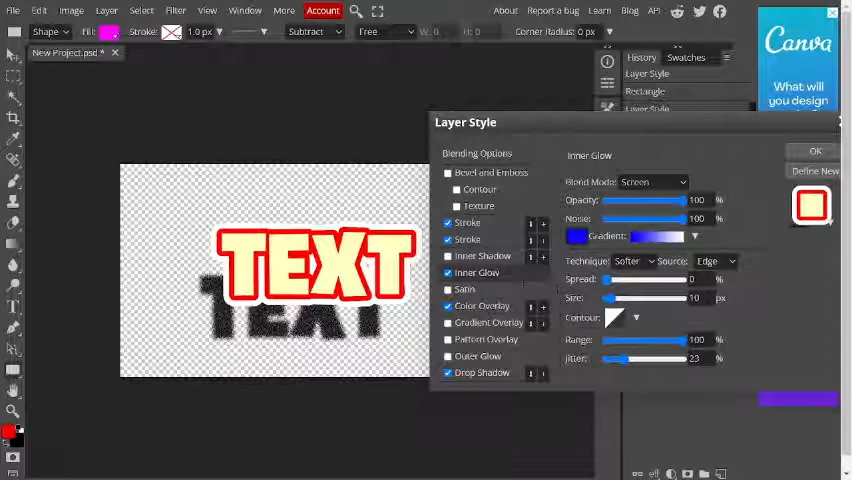 File Edit Image Layer Select Filter View Window More Account About Report a bug Learn Blog API
Shape Fill: Stroke: 1.0 px Subtract Free W: 0 H: 0 Corner Radius: 0 px
New Project.psd *
History Swatches
Layer Style
Rectangle
Layer Style
Canva
What will
you design
Layer Style
OK
Define New
Blending Options
Bevel and Emboss
Contour
Texture
Stroke
Stroke
Inner Shadow
Inner Glow
Satin
Color Overlay
Gradient Overlay
Pattern Overlay
Outer Glow
Drop Shadow
Inner Glow
Blend Mode: Screen
Opacity: 100 %
Noise: 100 %
Gradient:
Technique: Softer Source: Edge
Spread: 0 %
Size: 10 px
Contour:
Range: 100 %
Jitter: 23 %
TEXT